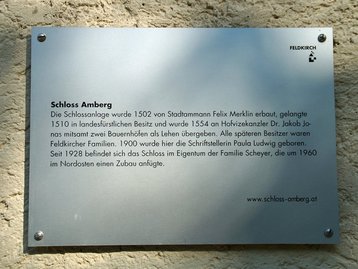 FELDKIRCH
Schloss Amberg
Die Schlossanlage wurde 1502 von Stadtammann Felix Merklin erbaut, gelangte
1510 in landesfürstlichen Besitz und wurde 1554 an Hofvizekanzler Dr. Jakob Jo-
nas mitsamt zwei Bauernhöfen als Lehen übergeben. Alle späteren Besitzer waren
Feldkircher Familien. 1900 wurde hier die Schriftstellerin Paula Ludwig geboren.
Seit 1928 befindet sich das Schloss im Eigentum der Familie Scheyer, die um 1960
im Nordosten einen Zubau anfügte.
www.schloss-amberg.at